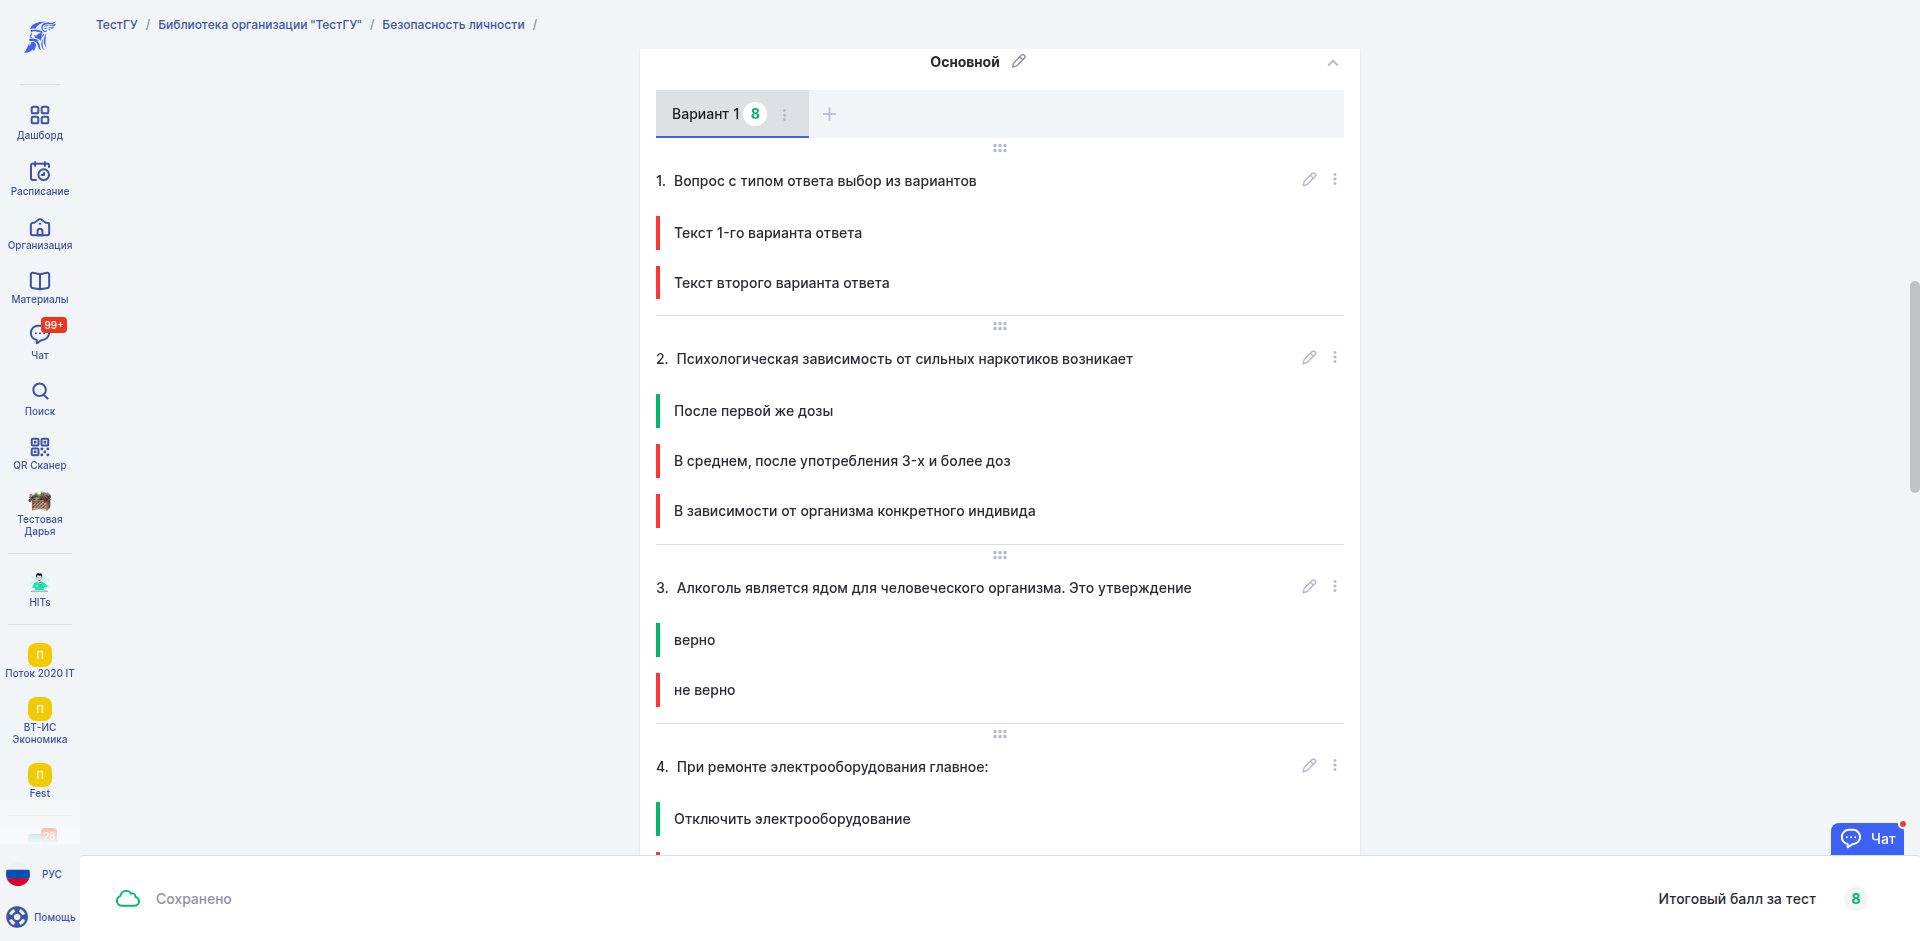 ТестГУ / Библиотека организации "ТестГУ" / Безопасность личности /
Дашборд
Расписание
Организация
Материалы
99+
Чат
Поиск
QR Сканер
Тестовая
Дарья
HITs
П
Поток 2020 IT
П
ВТ-ИС
Экономика
П
Fest
28
РУС
Помощь
Основной
Вариант 1 8
1. Вопрос с типом ответа выбор из вариантов
Текст 1-го варианта ответа
Текст второго варианта ответа
2. Психологическая зависимость от сильных наркотиков возникает
После первой же дозы
В среднем, после употребления 3-х и более доз
В зависимости от организма конкретного индивида
3. Алкоголь является ядом для человеческого организма. Это утверждение
верно
не верно
4. При ремонте электрооборудования главное:
Отключить электрооборудование
Чат
Сохранено
Итоговый балл за тест 8